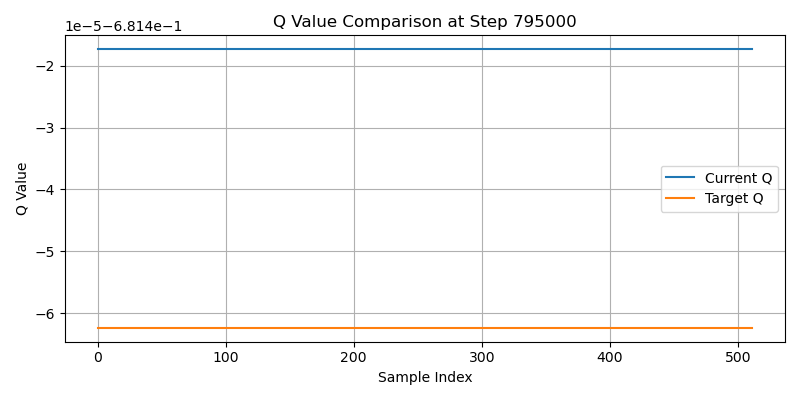 Q Value Comparison at Step 795000
1e−5−6.814e−1
−2
−3
−4
−5
−6
Q Value
Current Q
Target Q
0
100
200
300
400
500
Sample Index